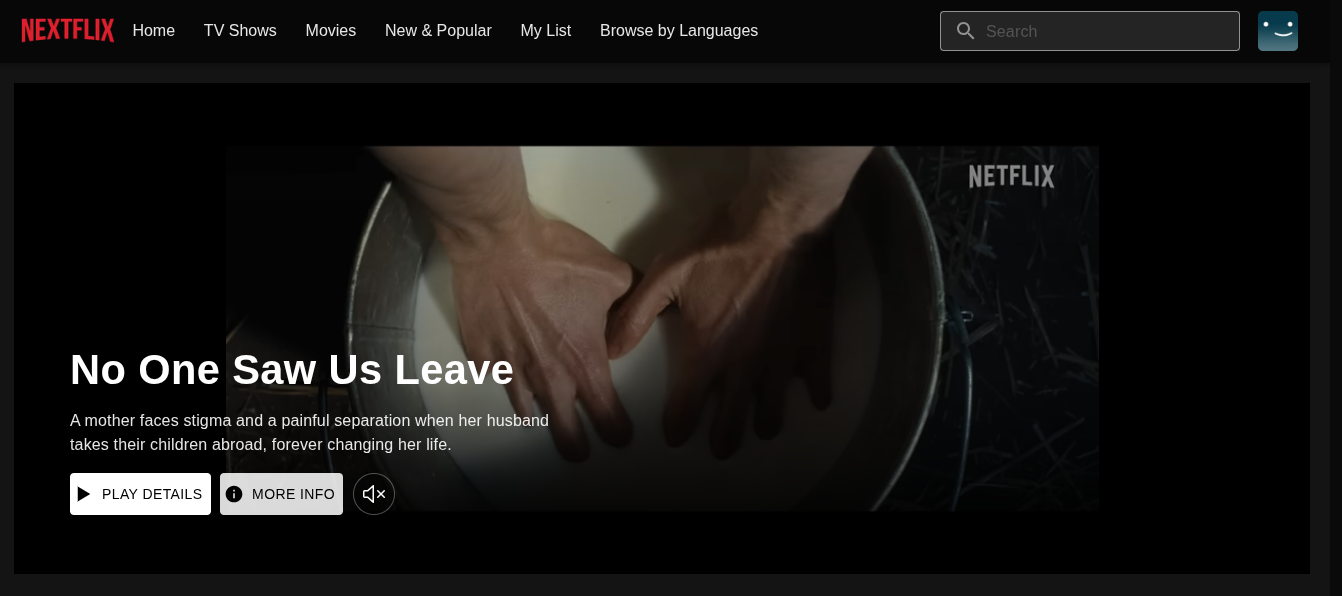 NEXTFLIX Home TV Shows Movies New & Popular My List Browse by Languages Search
NETFLIX
No One Saw Us Leave
A mother faces stigma and a painful separation when her husband
takes their children abroad, forever changing her life.
PLAY DETAILS MORE INFO